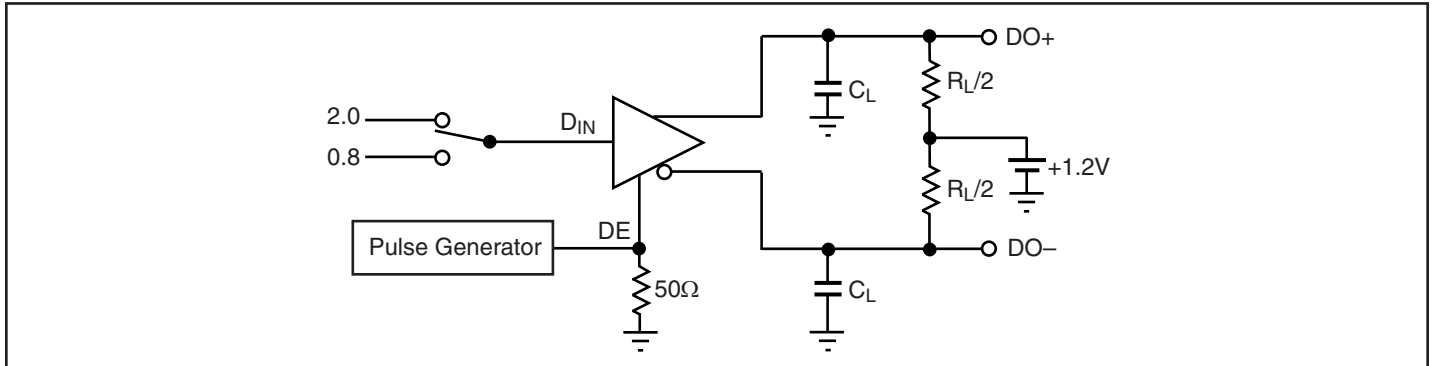 DO+
C_L
R_L/2
2.0
D_IN
0.8
+1.2V
R_L/2
DE
Pulse Generator
DO–
50Ω
C_L